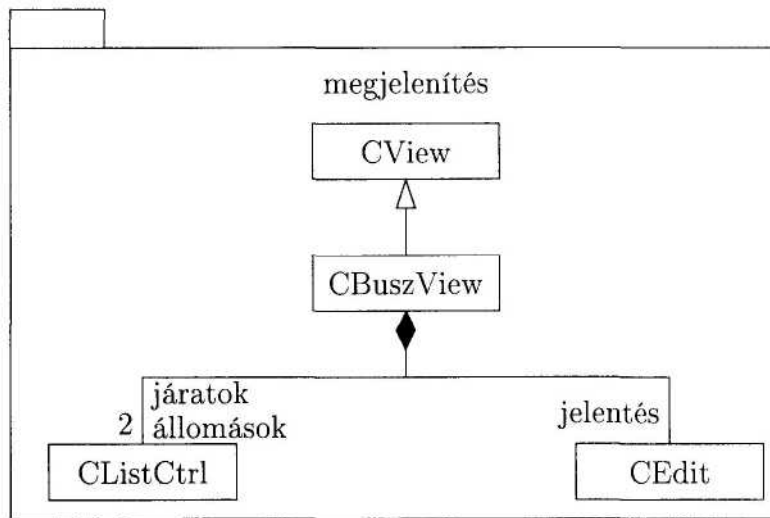 megjelenítés
CView
CBuszView
járatok
2 állomások
jelentés
CListCtrl
CEdit